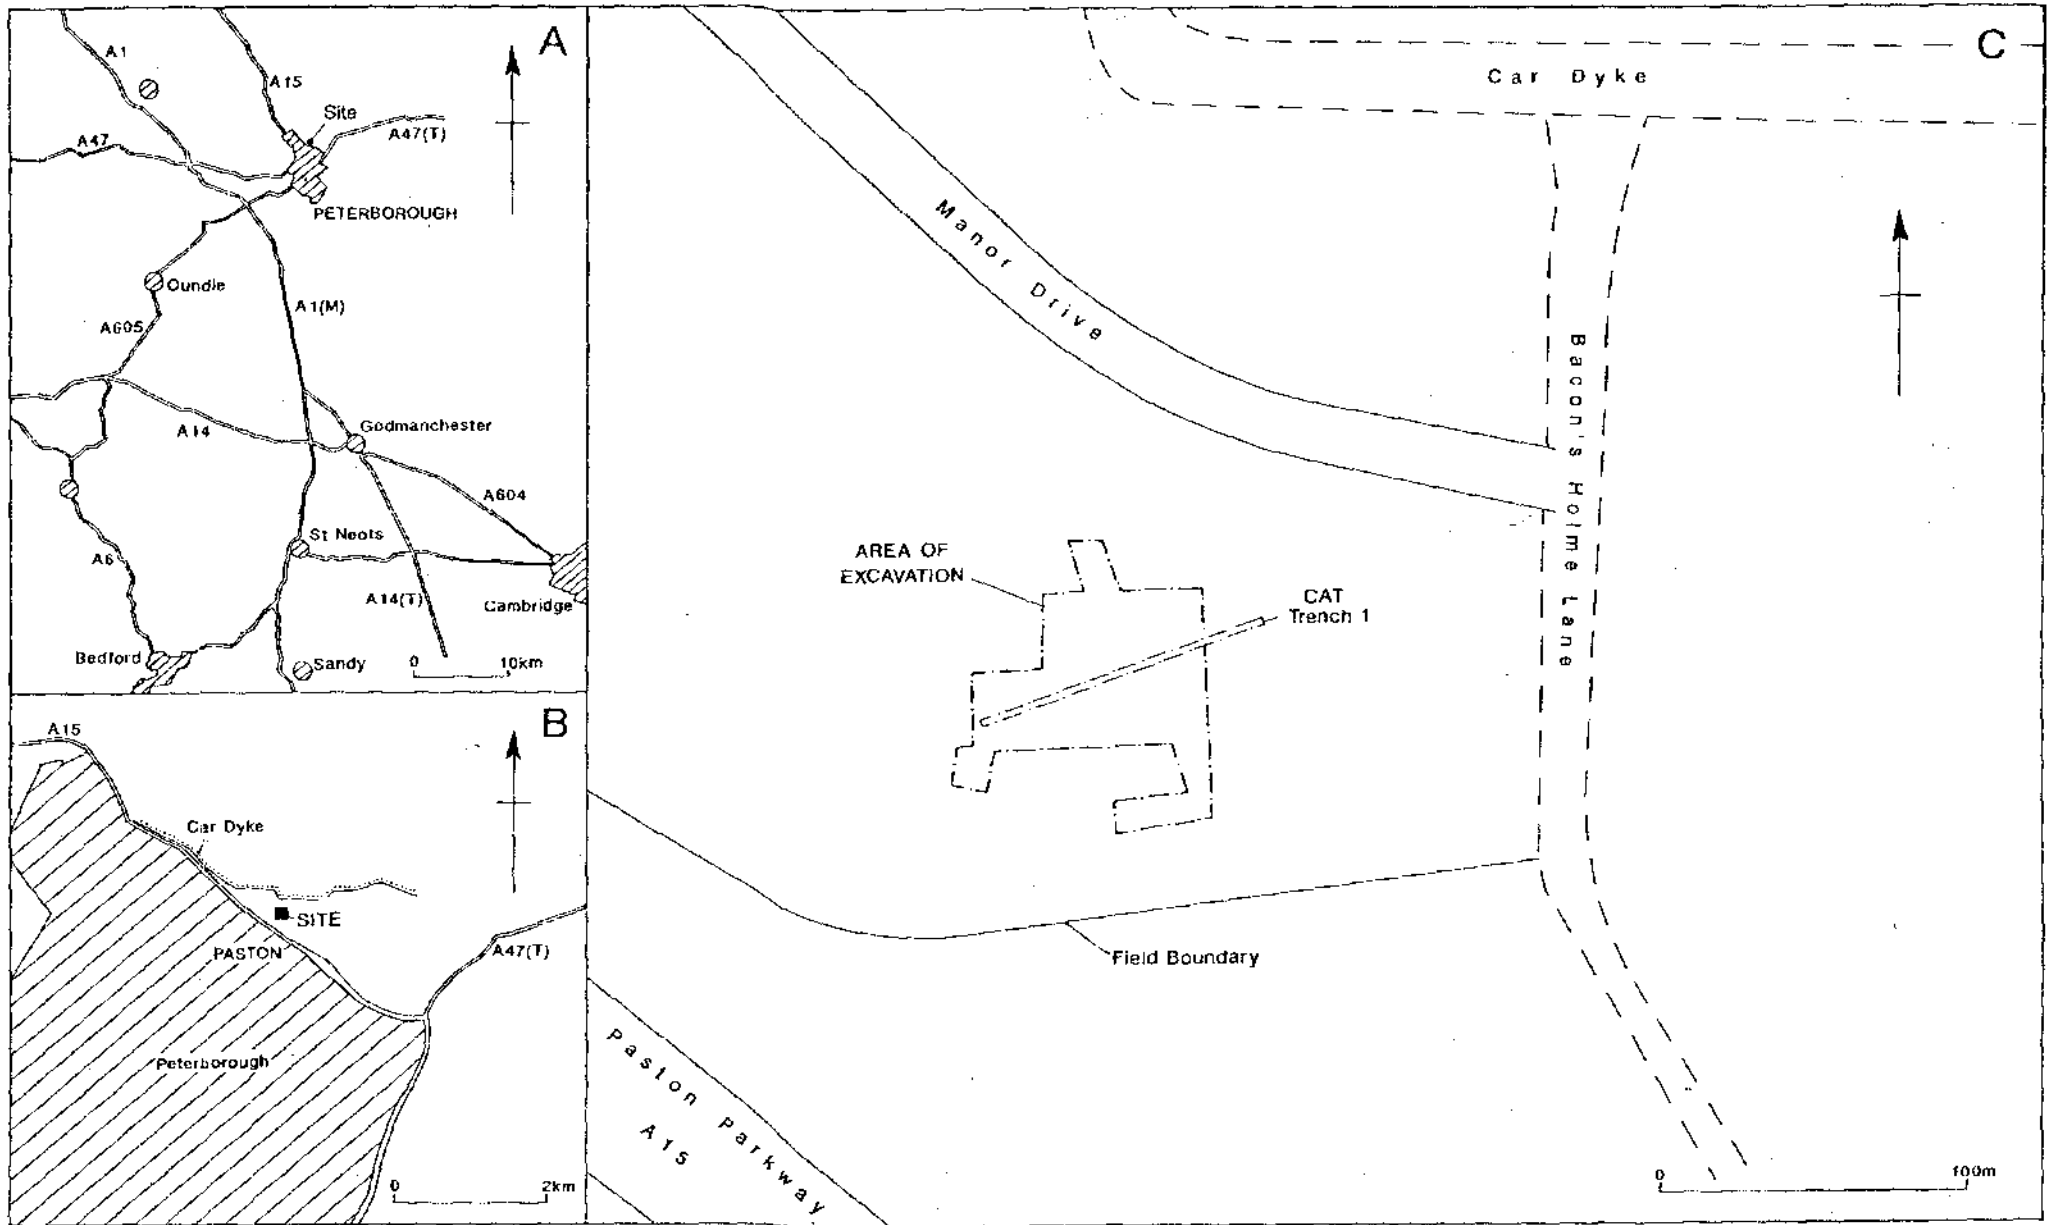 A
A1
A15
Site
A47(T)
A47
PETERBOROUGH
Oundle
A1(M)
A605
A14
Godmanchester
A604
St Neots
A6
A14(T)
Cambridge
Bedford
Sandy
0 10km
B
A15
Car Dyke
SITE
PASTON
A47(T)
Peterborough
0 2km
C
Car Dyke
Manor Drive
Bacon's Holme Lane
AREA OF
EXCAVATION
CAT
Trench 1
Field Boundary
Paston Parkway
A15
0 100m